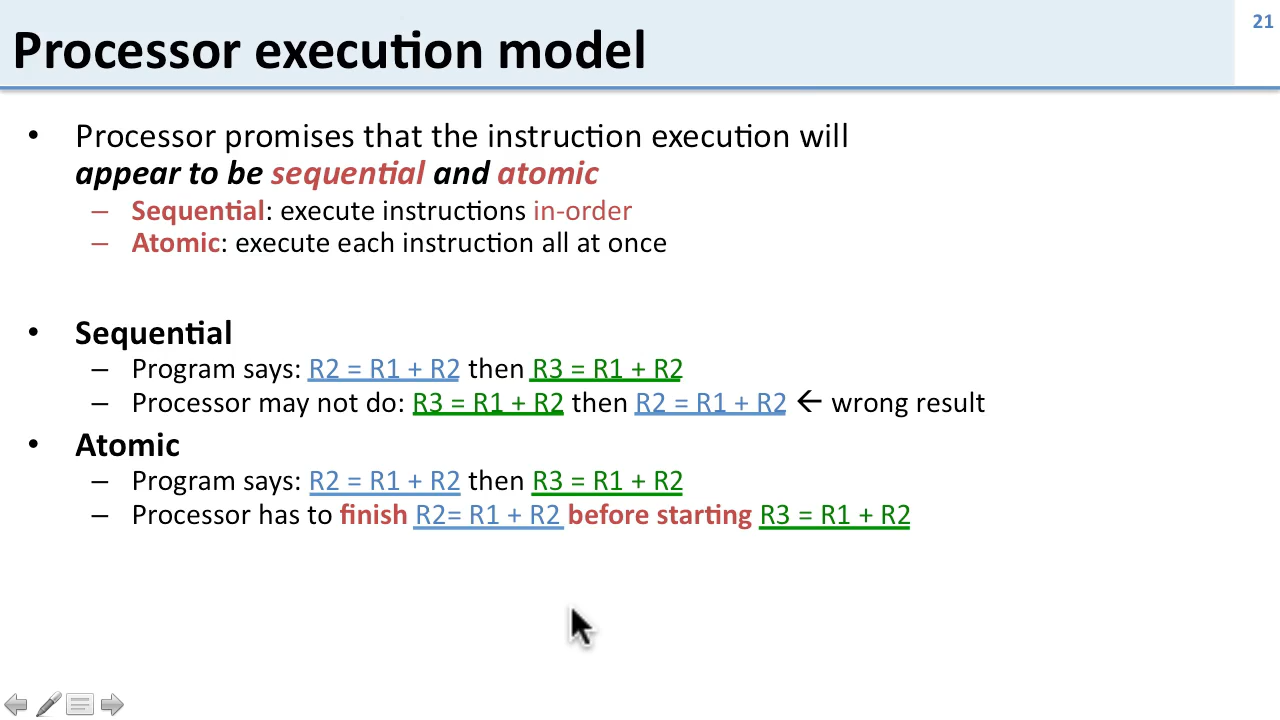 21
Processor execution model
• Processor promises that the instruction execution will
appear to be sequential and atomic
– Sequential: execute instructions in-order
– Atomic: execute each instruction all at once
• Sequential
– Program says: R2 = R1 + R2 then R3 = R1 + R2
– Processor may not do: R3 = R1 + R2 then R2 = R1 + R2 ← wrong result
• Atomic
– Program says: R2 = R1 + R2 then R3 = R1 + R2
– Processor has to finish R2= R1 + R2 before starting R3 = R1 + R2